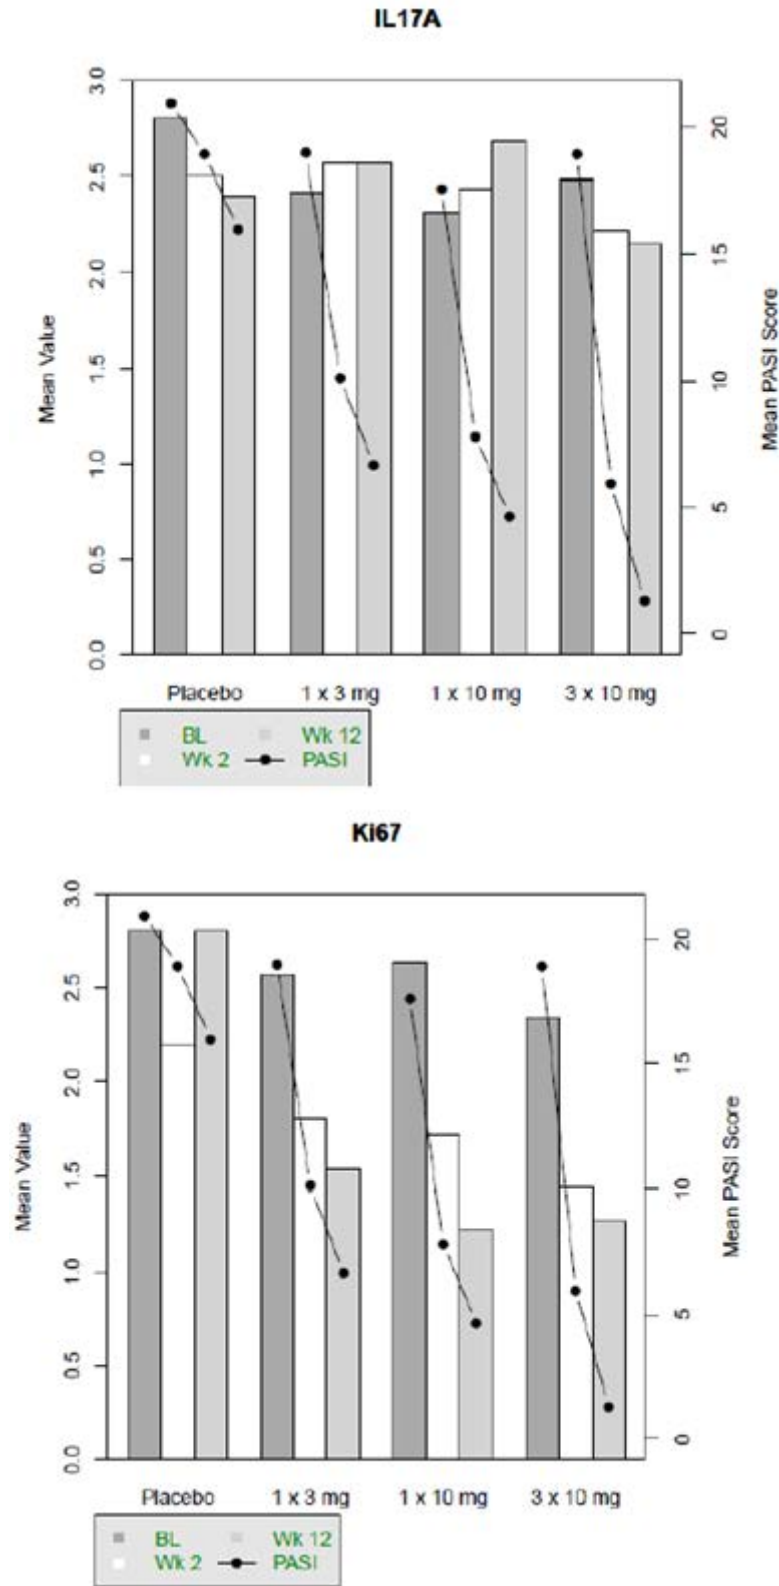 IL17A
Mean Value
0.0 0.5 1.0 1.5 2.0 2.5 3.0
Mean PASI Score
0 5 10 15 20
Placebo 1 x 3 mg 1 x 10 mg 3 x 10 mg
BL Wk 12
Wk 2 PASI
Ki67
Mean Value
0.0 0.5 1.0 1.5 2.0 2.5 3.0
Mean PASI Score
0 5 10 15 20
Placebo 1 x 3 mg 1 x 10 mg 3 x 10 mg
BL Wk 12
Wk 2 PASI